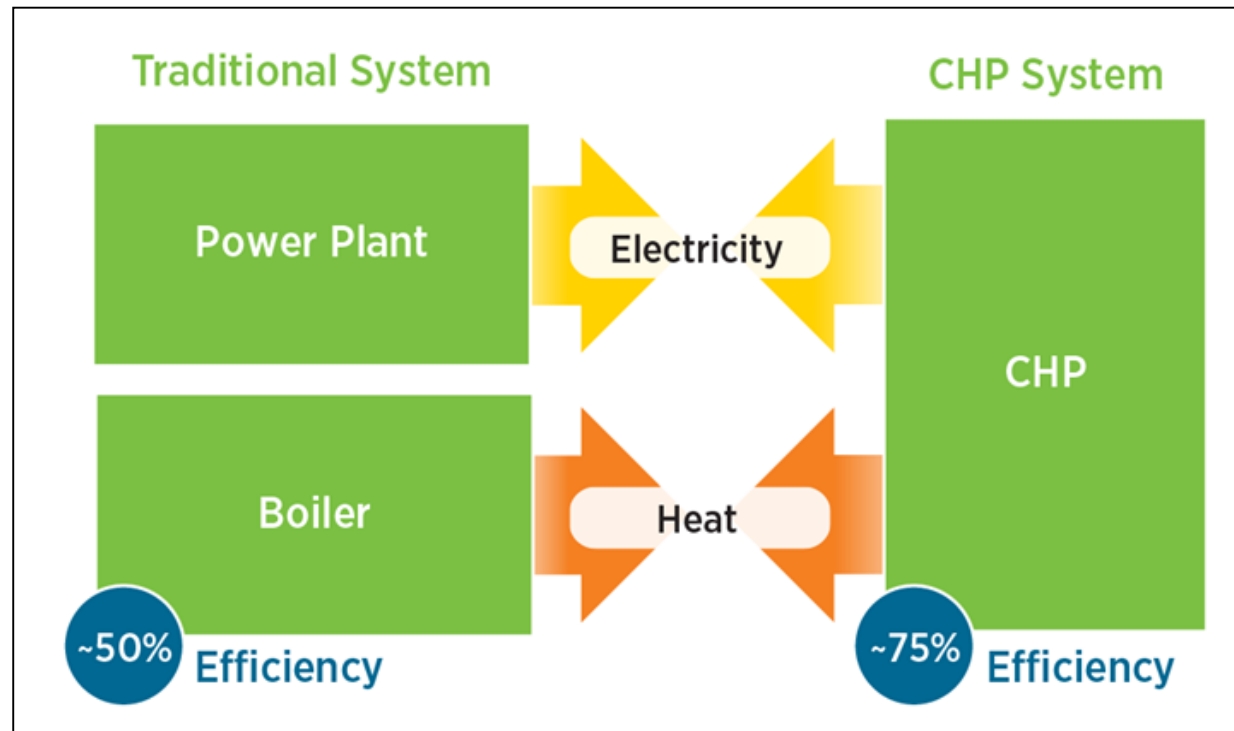 Traditional System
CHP System
Power Plant
Electricity
CHP
Boiler
Heat
~50%
Efficiency
~75%
Efficiency